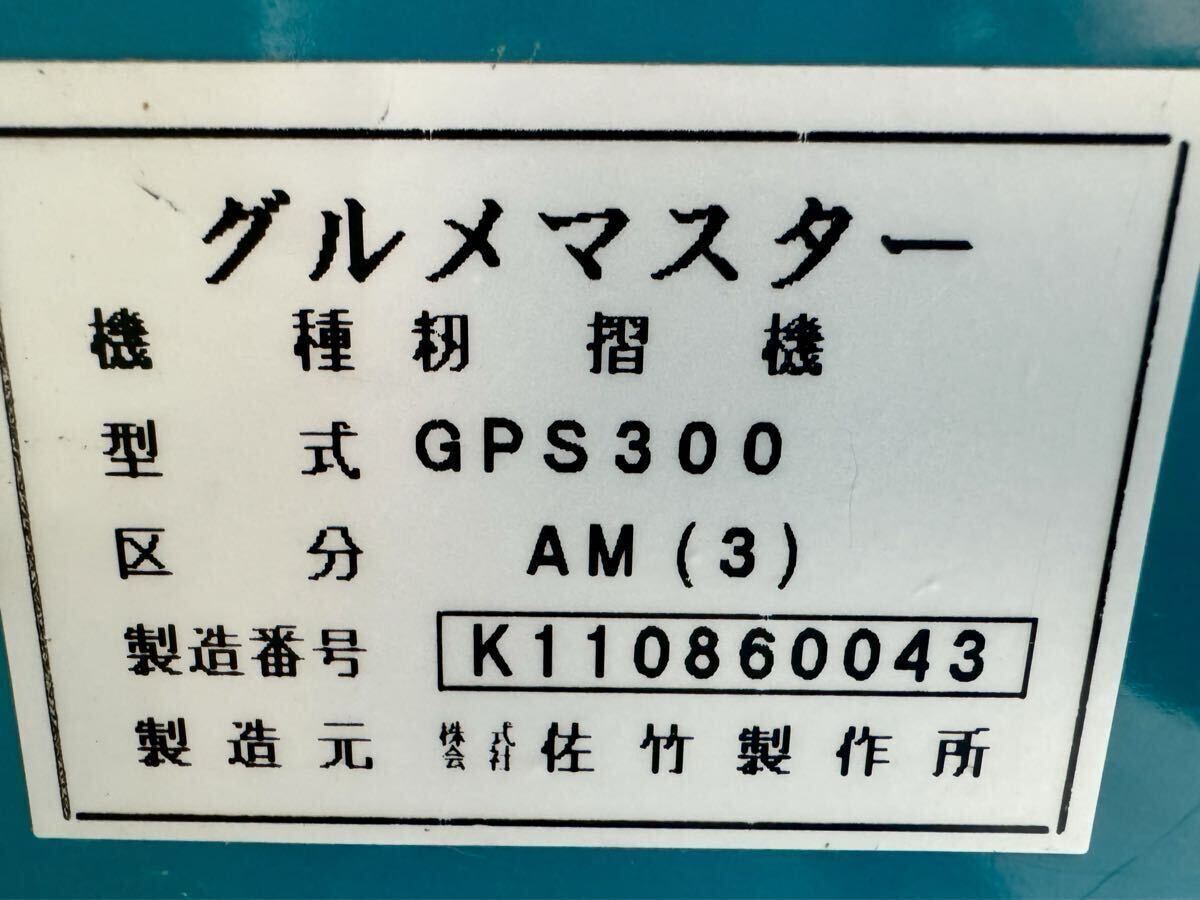 グルメマスター
機種 籾摺機
型式 GPS300
区分 AM(3)
製造番号 K110860043
製造元 株式会社 佐竹製作所